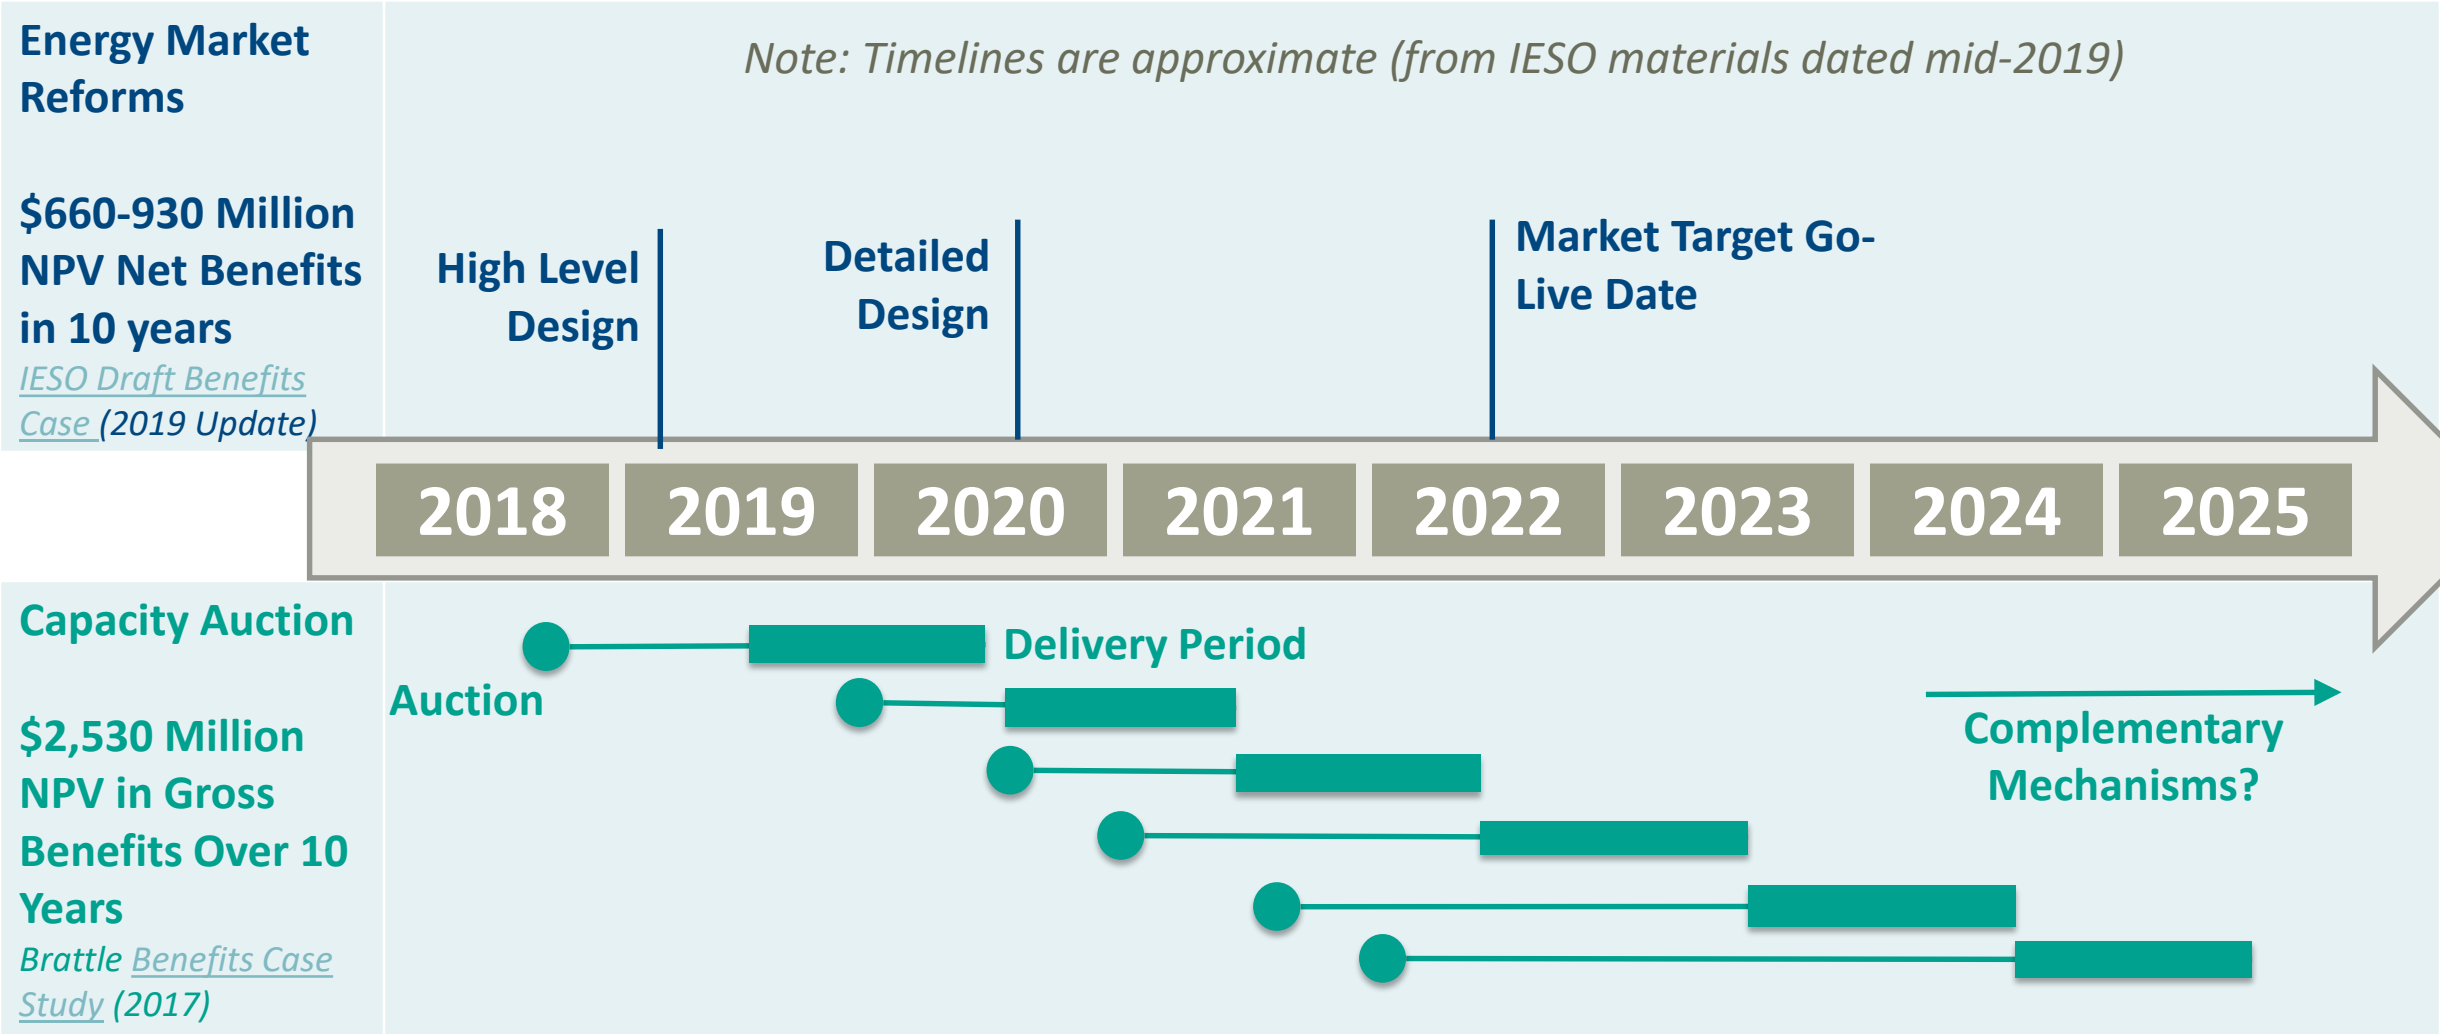 Energy Market
Reforms
$660-930 Million
NPV Net Benefits
in 10 years
IESO Draft Benefits
Case (2019 Update)
Note: Timelines are approximate (from IESO materials dated mid-2019)
High Level
Design
Detailed
Design
Market Target Go-
Live Date
2018 2019 2020 2021 2022 2023 2024 2025
Capacity Auction
$2,530 Million
NPV in Gross
Benefits Over 10
Years
Brattle Benefits Case
Study (2017)
Auction
Delivery Period
Complementary
Mechanisms?